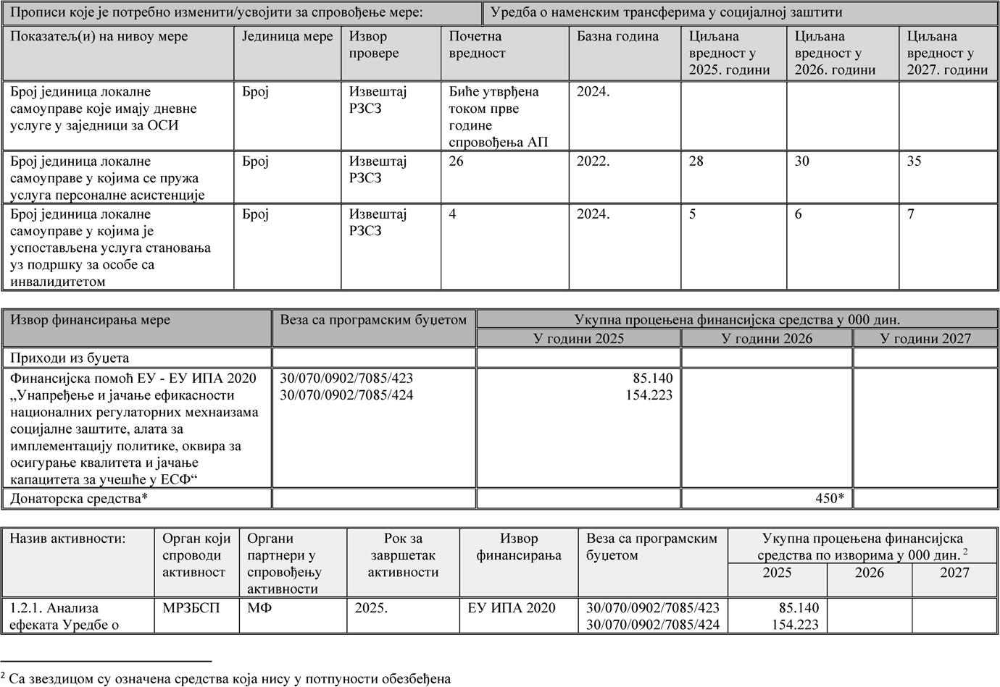 Прописи које је потребно изменити/усвојити за спровођење мере: Уредба о наменским трансферима у социјалној заштити
Показатељ(и) на нивоу мере Јединица мере Извор Почетна Базна година Циљана Циљана Циљана
провере вредност вредност у вредност у вредност у
2025. години 2026. години 2027. години
Број јединица локалне Број Извештај Биће утврђена 2024.
самоуправе које имају дневне РЗСЗ током прве
услуге у заједници за ОСИ године
спровођења АП
Број јединица локалне Број Извештај 26 2022. 28 30 35
самоуправе у којима се пружа РЗСЗ
услуга персоналне асистенције
Број јединица локалне Број Извештај 4 2024. 5 6 7
самоуправе у којима је РЗСЗ
успостављена услуга становања
уз подршку за особе са
инвалидитетом
Извор финансирања мере Веза са програмским буџетом Укупна процењена финансијска средства у 000 дин.
У години 2025 У години 2026 У години 2027
Приходи из буџета
Финансијска помоћ ЕУ - ЕУ ИПА 2020 30/070/0902/7085/423 85.140
„Унапређење и јачање ефикасности 30/070/0902/7085/424 154.223
националних регулаторних мехнаизама
социјалне заштите, алата за
имплементацију политике, оквира за
осигурање квалитета и јачање
капацитета за учешће у ЕСФ“
Донаторска средства* 450*
Назив активности: Орган који Органи Рок за Извор Веза са програмским Укупна процењена финансијска
спроводи партнери у завршетак финансирања буџетом средства по изворима у 000 дин. 2
активност спровођењу активности 2025 2026 2027
активности
1.2.1. Анализа МРЗБСП МФ 2025. ЕУ ИПА 2020 30/070/0902/7085/423 85.140
ефеката Уредбе о 30/070/0902/7085/424 154.223
2 Са звездицом су означена средства која нису у потпуности обезбеђена